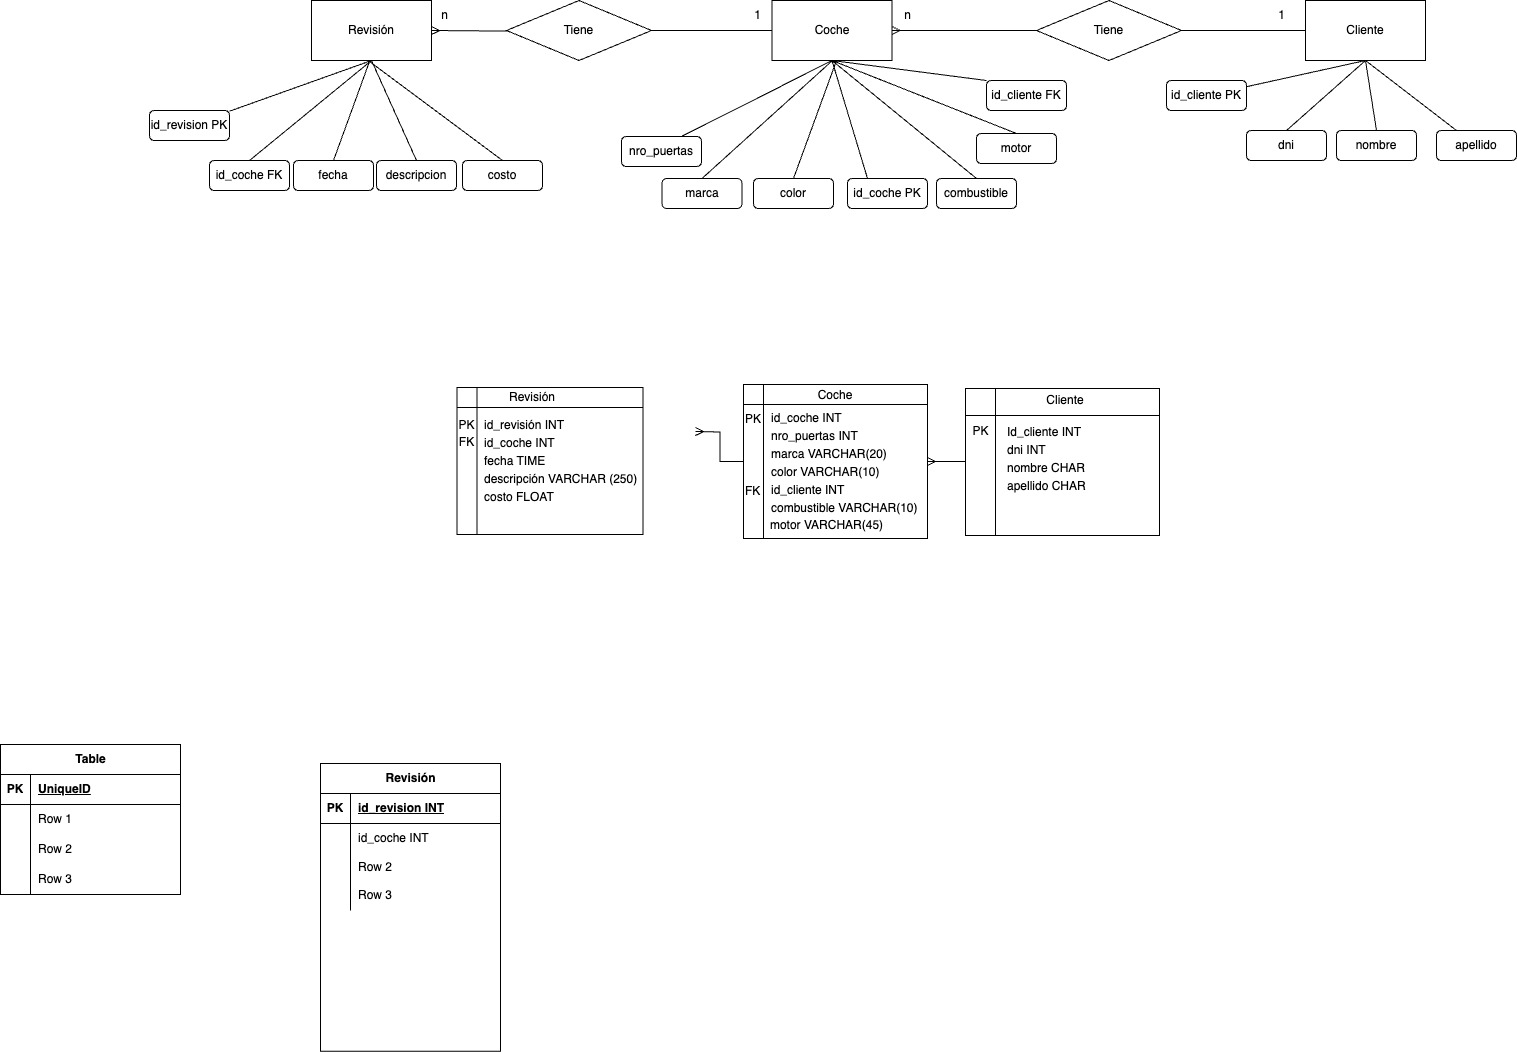 Revisión
n
Tiene
1
Coche
n
Tiene
1
Cliente
id_revision PK
id_coche FK
fecha
descripcion
costo
nro_puertas
marca
color
id_coche PK
combustible
motor
id_cliente FK
id_cliente PK
dni
nombre
apellido
Revisión
PK id_revisión INT
FK id_coche INT
fecha TIME
descripción VARCHAR (250)
costo FLOAT
Coche
PK id_coche INT
nro_puertas INT
marca VARCHAR(20)
color VARCHAR(10)
FK id_cliente INT
combustible VARCHAR(10)
motor VARCHAR(45)
Cliente
PK Id_cliente INT
dni INT
nombre CHAR
apellido CHAR
Table
PK UniqueID
Row 1
Row 2
Row 3
Revisión
PK id_revision INT
id_coche INT
Row 2
Row 3